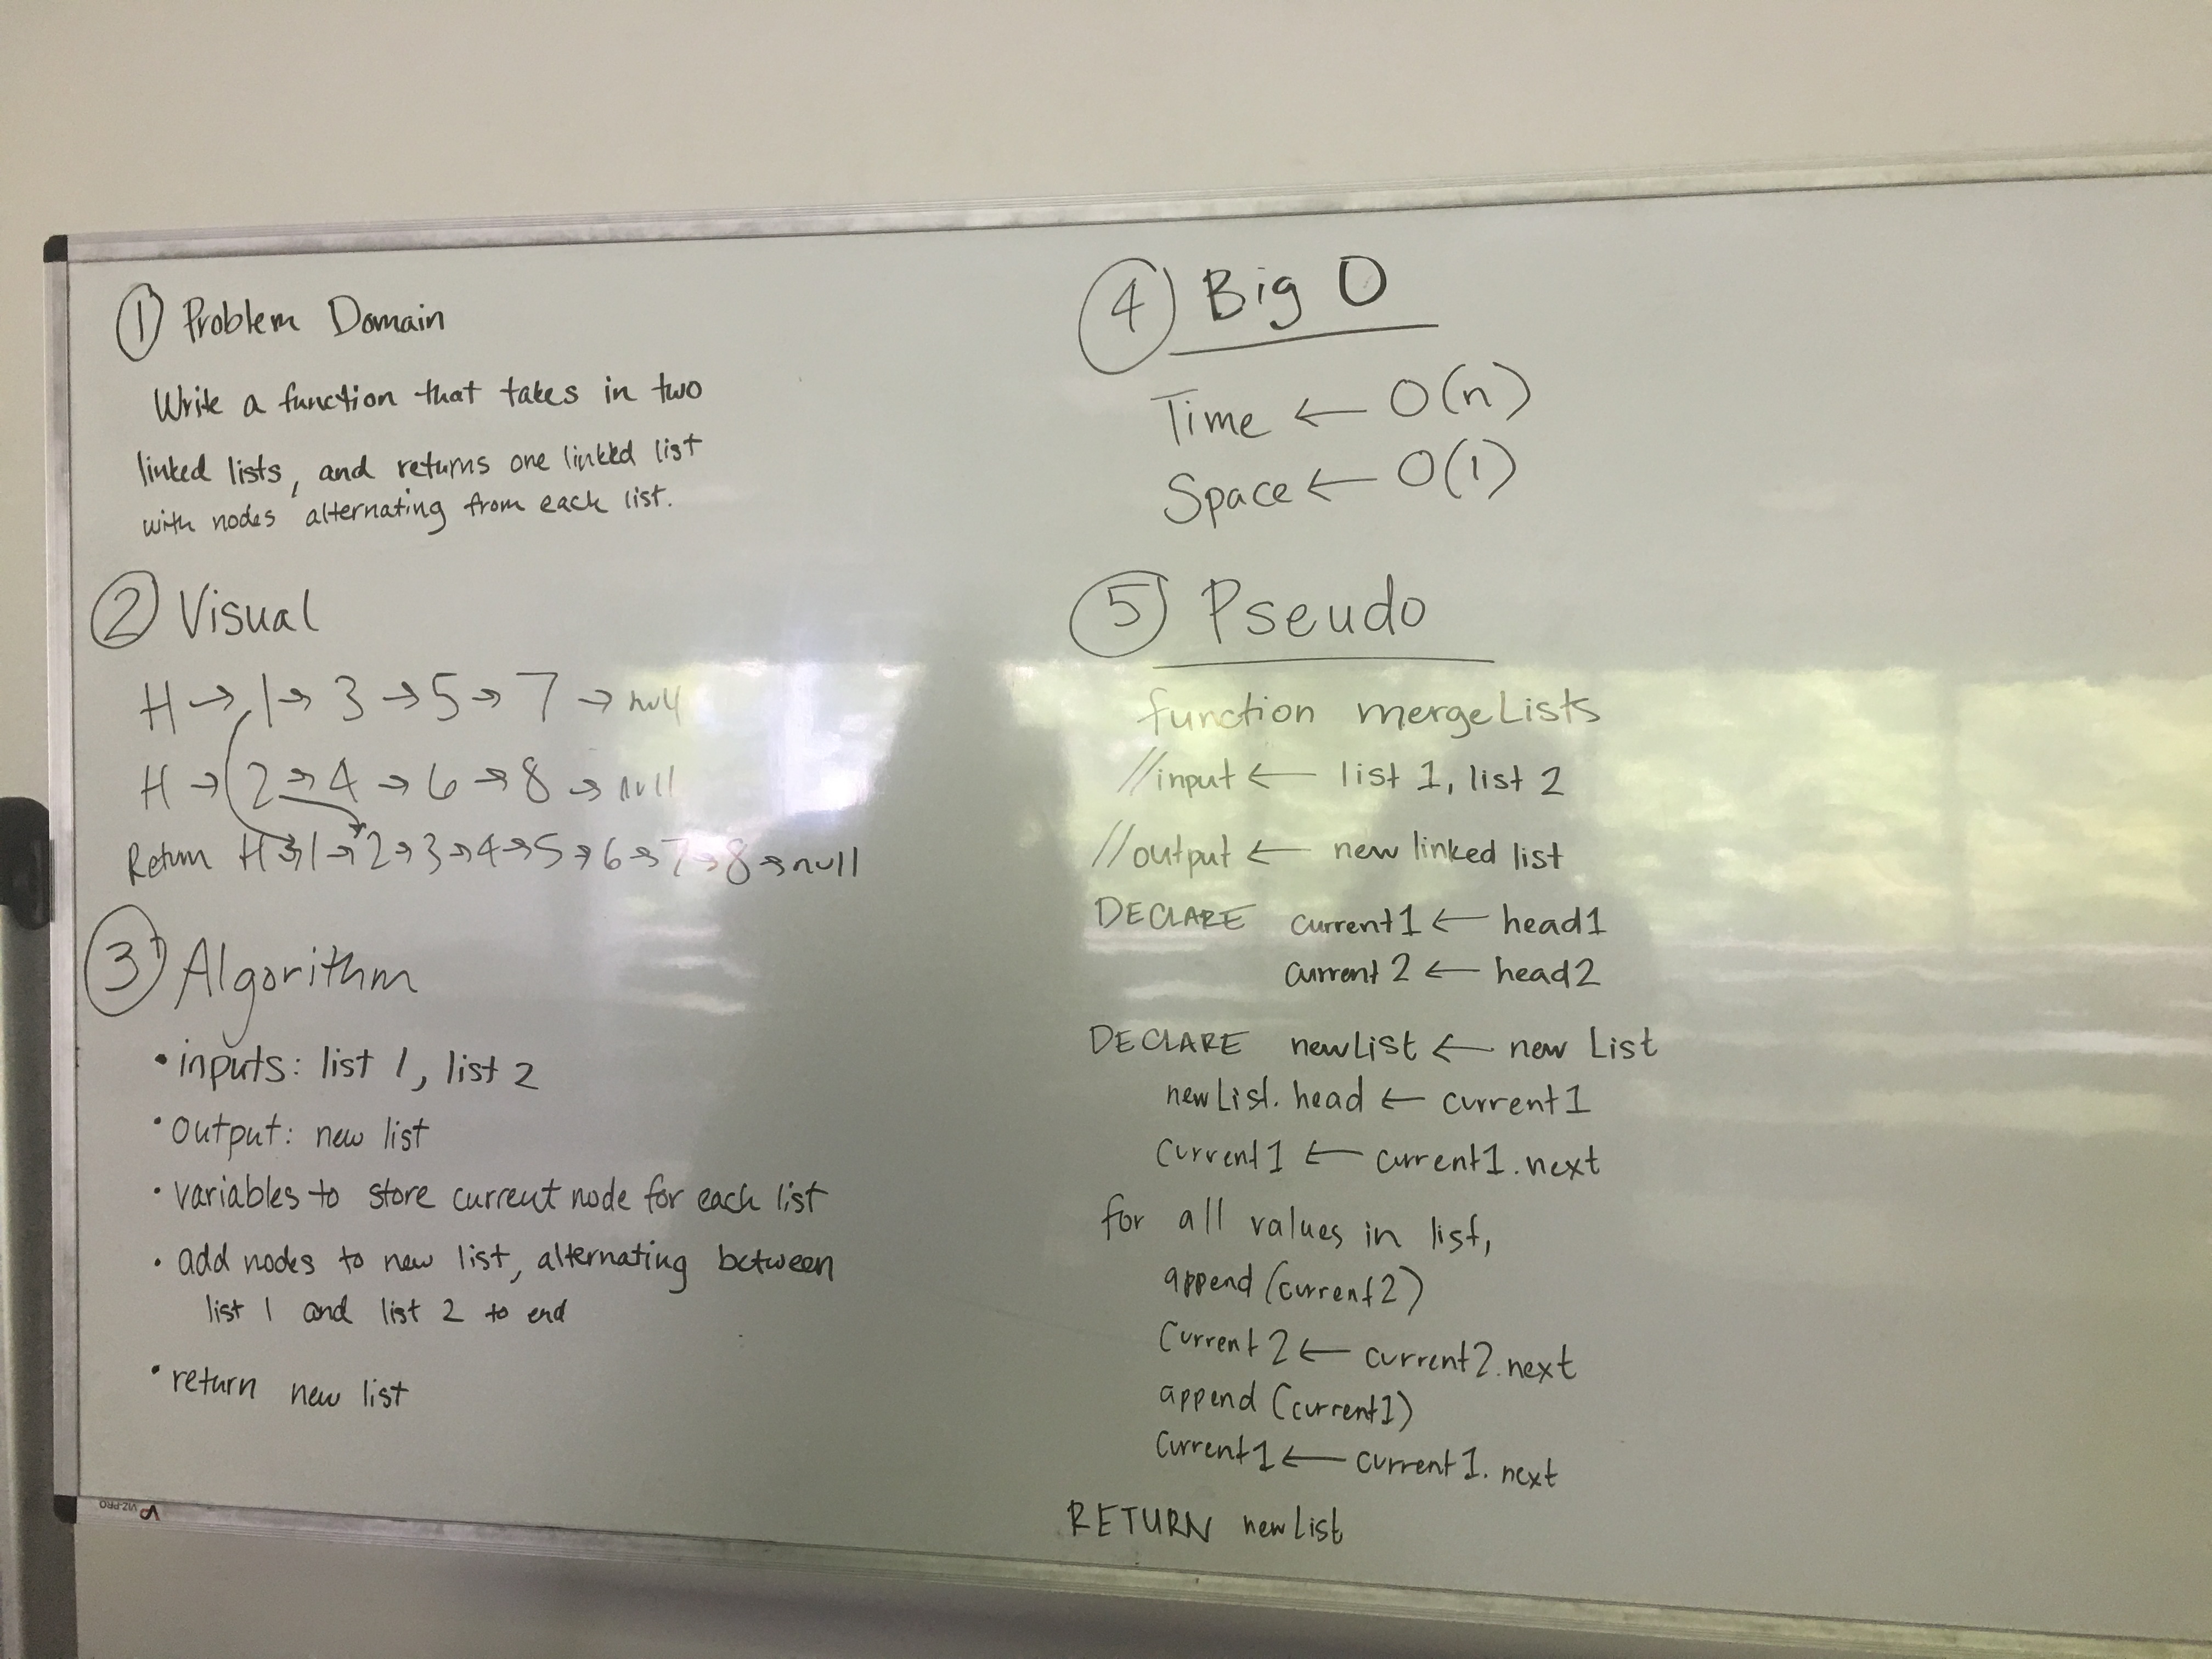 ① Problem Domain
Write a function that takes in two
linked lists, and returns one linked list
with nodes alternating from each list.
② Visual
H → 1 → 3 → 5 → 7 → null
H → 2 → 4 → 6 → 8 → null
Return H → 1 → 2 → 3 → 4 → 5 → 6 → 7 → 8 → null
③ Algorithm
• inputs: list 1, list 2
• output: new list
• variables to store current node for each list
• add nodes to new list, alternating between
list 1 and list 2 to end
• return new list
VIZ-PRO
④ Big O
Time ← O(n)
Space ← O(1)
⑤ Pseudo
function mergeLists
//input ← list 1, list 2
//output ← new linked list
DECLARE current1 ← head1
current2 ← head2
DECLARE newList ← new List
newList.head ← current1
current1 ← current1.next
for all values in list,
append(current2)
current2 ← current2.next
append(current1)
current1 ← current1.next
RETURN newList